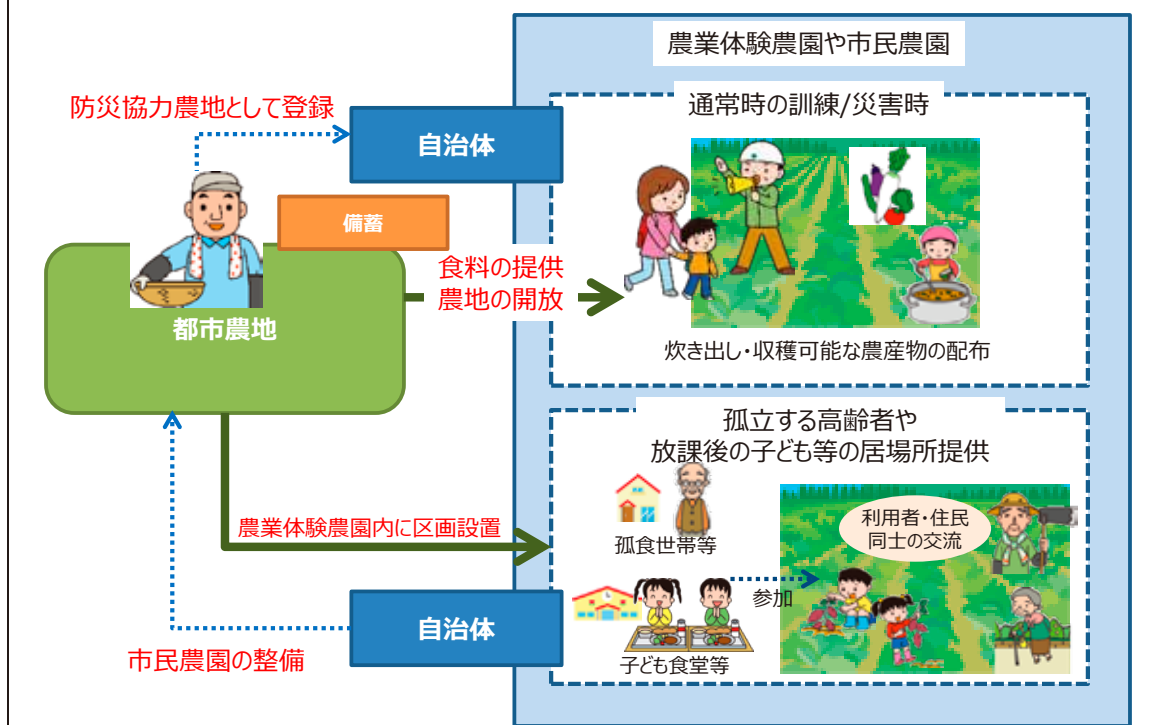 農業体験農園や市民農園
防災協力農地として登録
自治体
通常時の訓練/災害時
備蓄
食料の提供
農地の開放
都市農地
炊き出し・収穫可能な農産物の配布
孤立する高齢者や
放課後の子ども等の居場所提供
利用者・住民
同士の交流
農業体験農園内に区画設置
孤食世帯等
参加
自治体
市民農園の整備
子ども食堂等